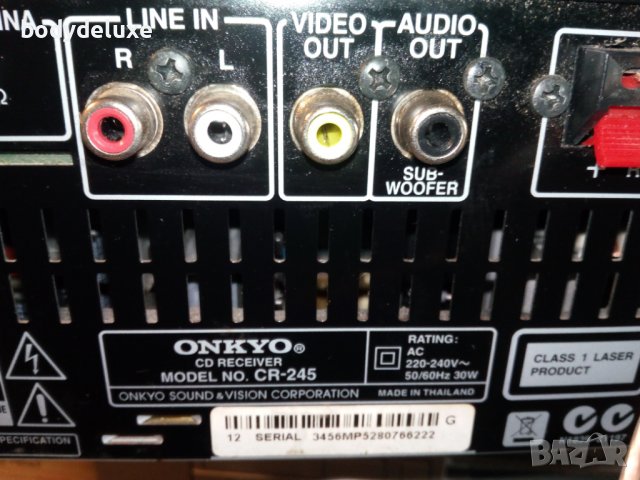 bodydeluxe
LINE IN
VIDEO OUT
AUDIO OUT
R
L
Ω
SUB-
WOOFER
+
ONKYO®
CD RECEIVER
MODEL NO. CR-245
ONKYO SOUND & VISION CORPORATION
RATING:
AC
220-240V~
50/60Hz 30W
MADE IN THAILAND
CLASS 1 LASER
PRODUCT
G
12 SERIAL 3456MP5280766222
SPECIFICATION
BAZAR